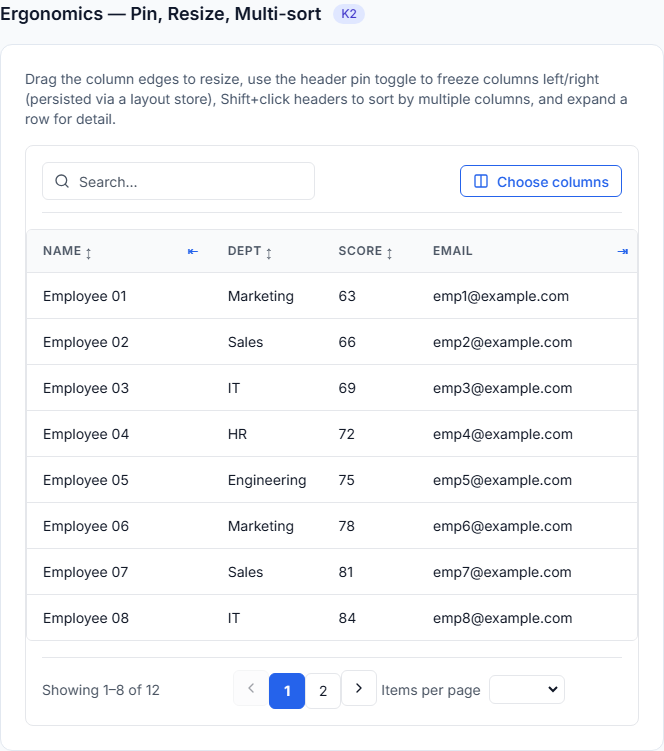 Ergonomics — Pin, Resize, Multi-sort K2
Drag the column edges to resize, use the header pin toggle to freeze columns left/right
(persisted via a layout store), Shift+click headers to sort by multiple columns, and expand a
row for detail.
Search...
Choose columns
NAME DEPT SCORE EMAIL
Employee 01 Marketing 63 emp1@example.com
Employee 02 Sales 66 emp2@example.com
Employee 03 IT 69 emp3@example.com
Employee 04 HR 72 emp4@example.com
Employee 05 Engineering 75 emp5@example.com
Employee 06 Marketing 78 emp6@example.com
Employee 07 Sales 81 emp7@example.com
Employee 08 IT 84 emp8@example.com
Showing 1–8 of 12 1 2 Items per page